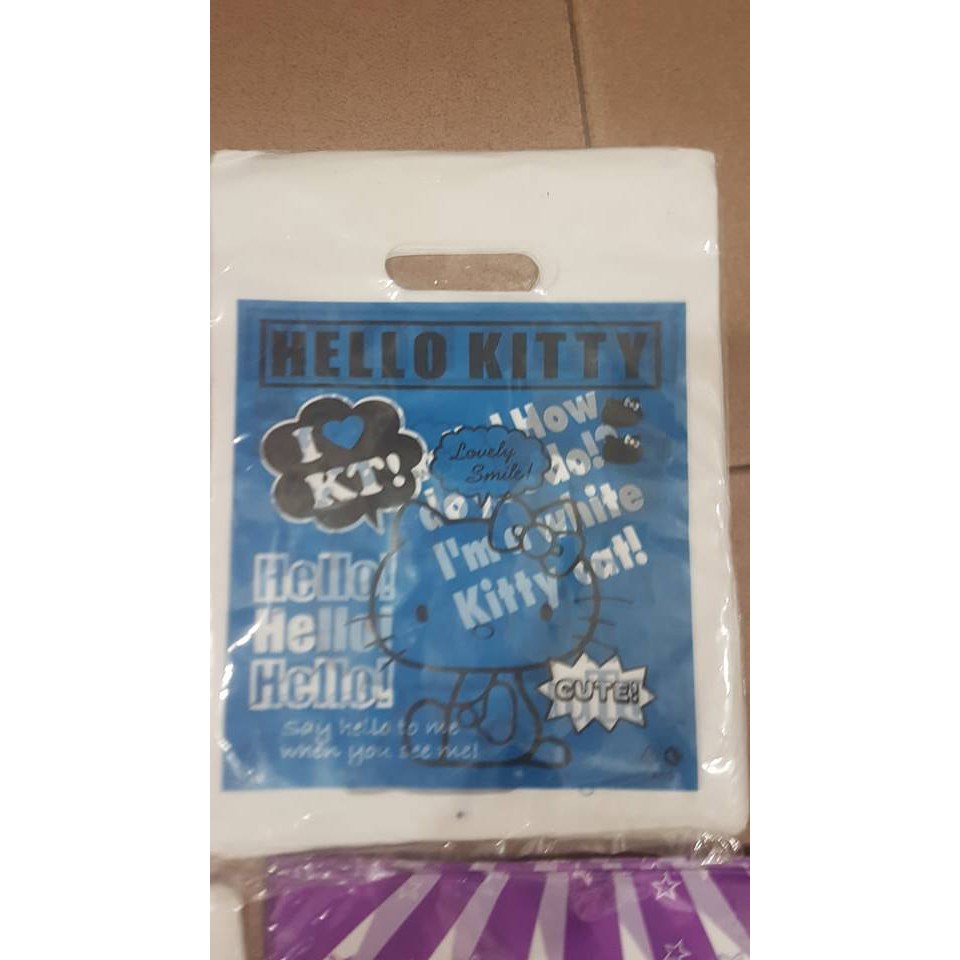 HELLO KITTY
I
KT!
Lovely
Smile!
How
do do!?
I'm a white
Kitty cat!
Hello!
Hello!
Hello!
CUTE!
Say hello to me
when you see me!